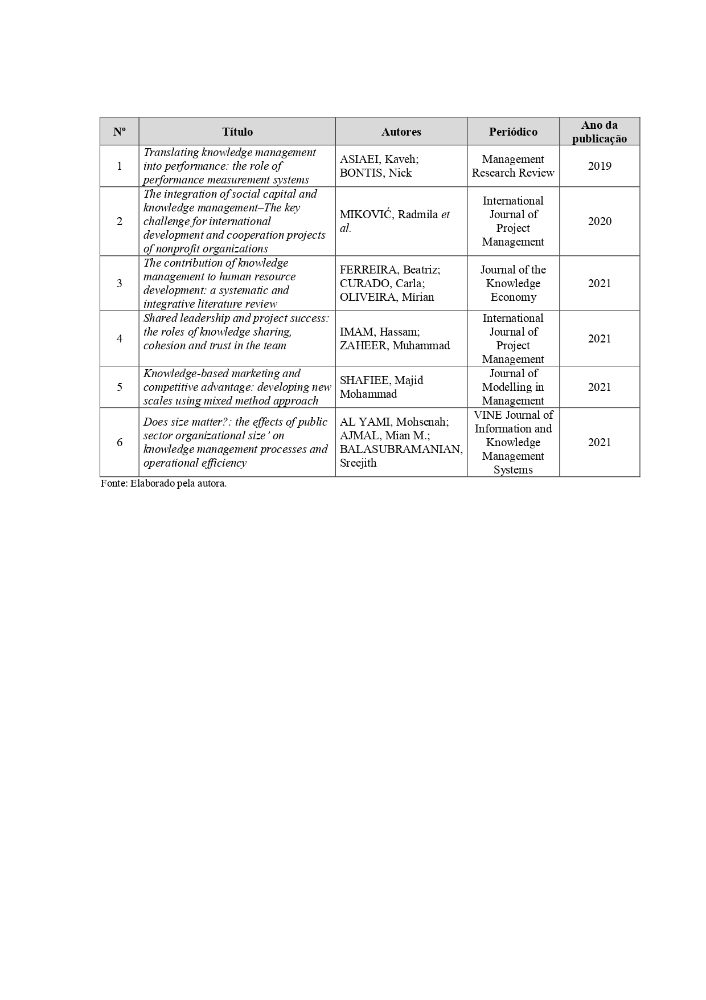 Nº
Título
Autores
Periódico
Ano da
publicação
1
Translating knowledge management
into performance: the role of
performance measurement systems
ASIAEI, Kaveh;
BONTIS, Nick
Management
Research Review
2019
2
The integration of social capital and
knowledge management–The key
challenge for international
development and cooperation projects
of nonprofit organizations
MIKOVIĆ, Radmila et
al.
International
Journal of
Project
Management
2020
3
The contribution of knowledge
management to human resource
development: a systematic and
integrative literature review
FERREIRA, Beatriz;
CURADO, Carla;
OLIVEIRA, Mírian
Journal of the
Knowledge
Economy
2021
4
Shared leadership and project success:
the roles of knowledge sharing,
cohesion and trust in the team
IMAM, Hassam;
ZAHEER, Muhammad
International
Journal of
Project
Management
2021
5
Knowledge-based marketing and
competitive advantage: developing new
scales using mixed method approach
SHAFIEE, Majid
Mohammad
Journal of
Modelling in
Management
2021
6
Does size matter?: the effects of public
sector organizational size’ on
knowledge management processes and
operational efficiency
AL YAMI, Mohsenah;
AJMAL, Mian M.;
BALASUBRAMANIAN,
Sreejith
VINE Journal of
Information and
Knowledge
Management
Systems
2021
Fonte: Elaborado pela autora.